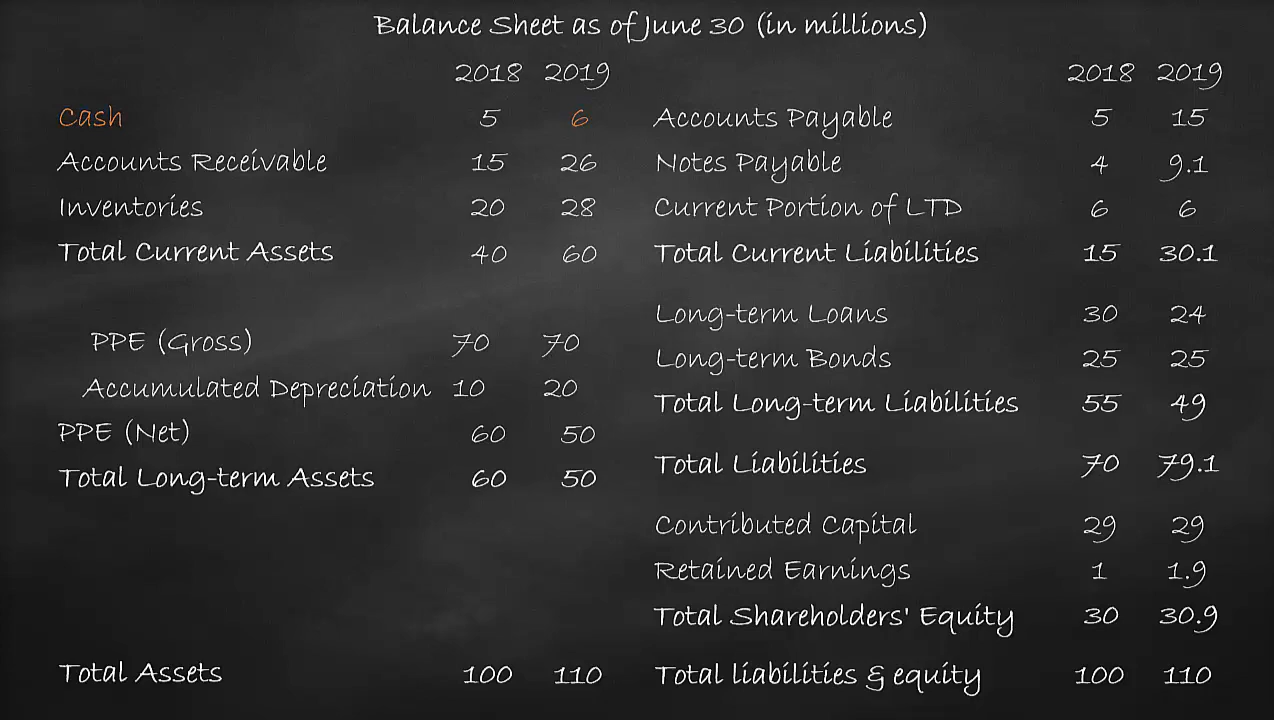 Balance Sheet as of June 30 (in millions)
2018 2019
Cash 5 6
Accounts Receivable 15 26
Inventories 20 28
Total Current Assets 40 60
PPE (Gross) 70 70
Accumulated Depreciation 10 20
PPE (Net) 60 50
Total Long-term Assets 60 50
Total Assets 100 110
2018 2019
Accounts Payable 5 15
Notes Payable 4 9.1
Current Portion of LTD 6 6
Total Current Liabilities 15 30.1
Long-term Loans 30 24
Long-term Bonds 25 25
Total Long-term Liabilities 55 49
Total Liabilities 70 79.1
Contributed Capital 29 29
Retained Earnings 1 1.9
Total Shareholders' Equity 30 30.9
Total liabilities & equity 100 110